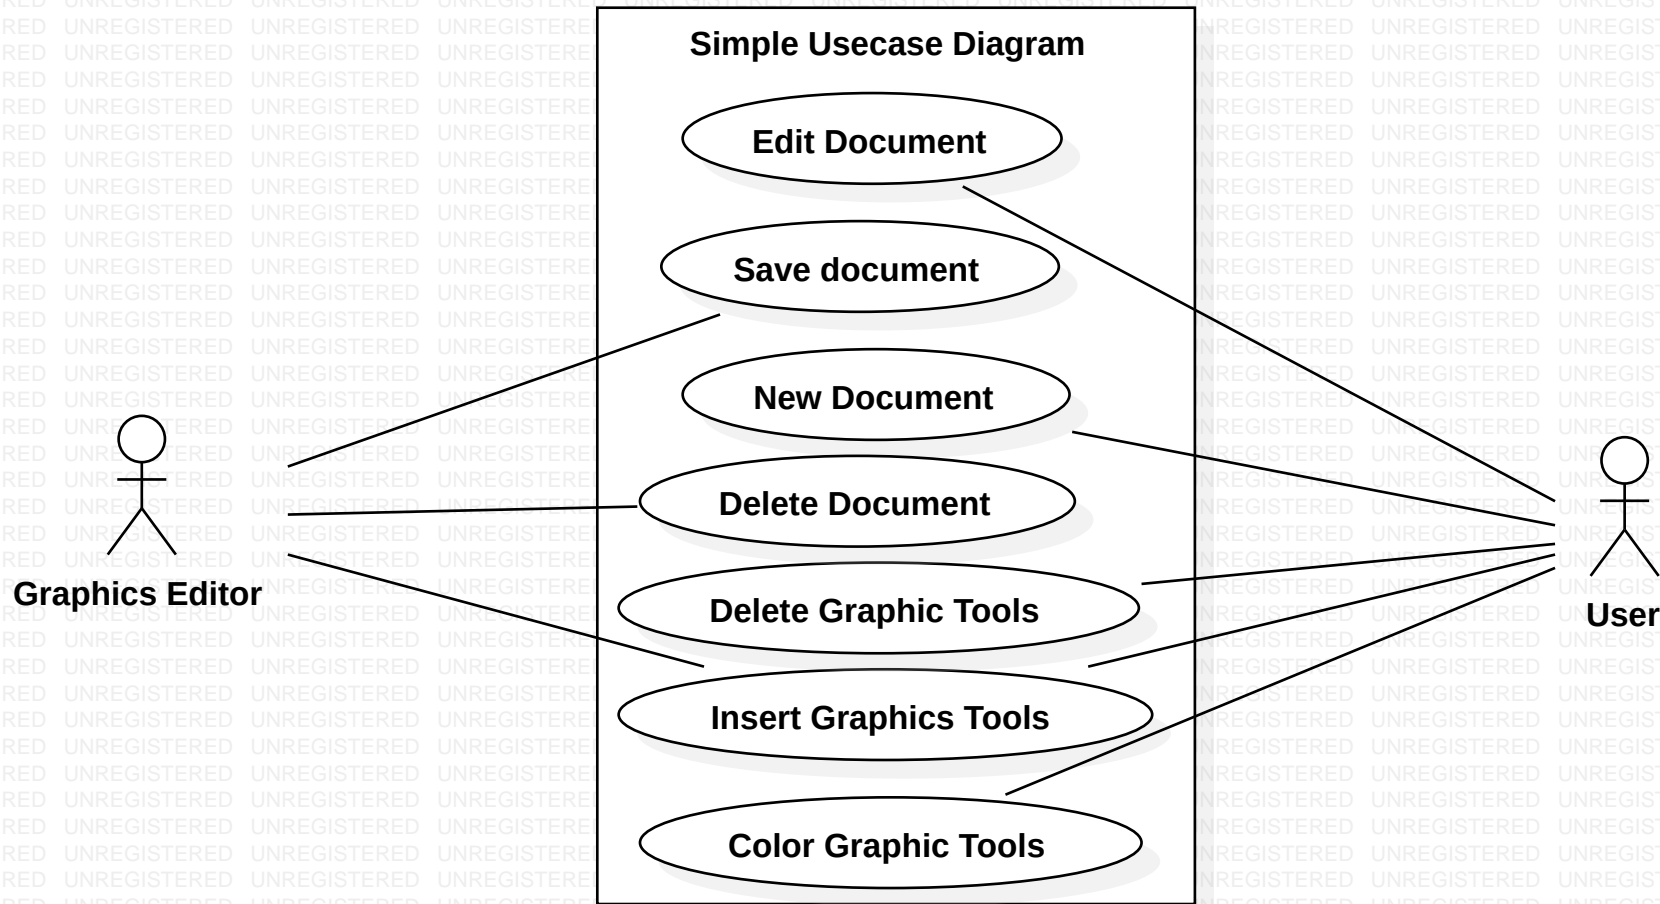 Simple Usecase Diagram
Edit Document
Save document
New Document
Delete Document
Graphics Editor
Delete Graphic Tools
User
Insert Graphics Tools
Color Graphic Tools
UNREGISTERED